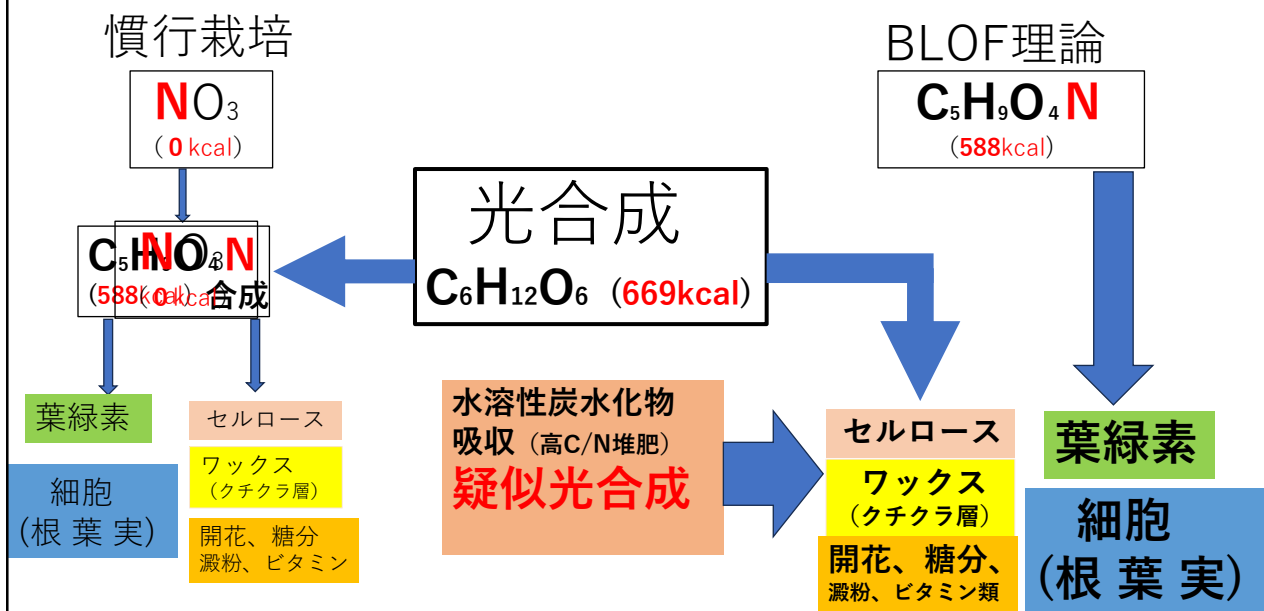 慣行栽培
NO₃
(0 kcal)
C₅H₉O₄N
(588kcal) 合成
NO₃
(0 kcal)
葉緑素
細胞
(根 葉 実)
セルロース
ワックス
(クチクラ層)
開花、糖分
澱粉、ビタミン
光合成
C₆H₁₂O₆ (669kcal)
水溶性炭水化物
吸収 (高C/N堆肥)
疑似光合成
BLOF理論
C₅H₉O₄N
(588kcal)
セルロース
ワックス
(クチクラ層)
開花、糖分、
澱粉、ビタミン類
葉緑素
細胞
(根 葉 実)